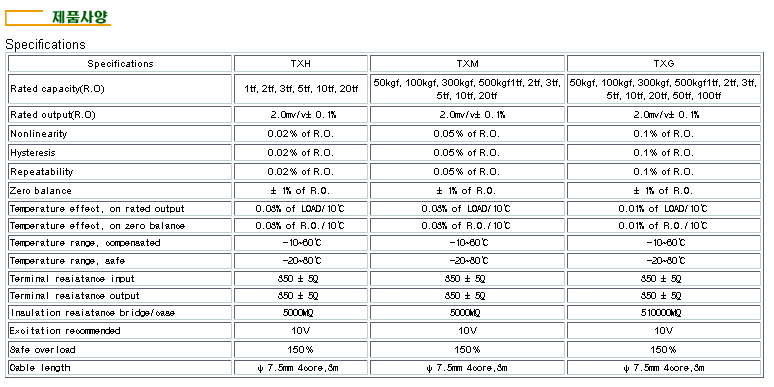 제품사양
Specifications
Specifications TXH TXM TXG
Rated capacity(R.O) 1tf, 2tf, 3tf, 5tf, 10tf, 20tf 50kgf, 100kgf, 300kgf, 500kgf1tf, 2tf, 3tf, 50kgf, 100kgf, 300kgf, 500kgf1tf, 2tf, 3tf,
5tf, 10tf, 20tf 5tf, 10tf, 20tf, 50tf, 100tf
Rated output(R.O) 2.0mv/v± 0.1% 2.0mv/v± 0.1% 2.0mv/v± 0.1%
Nonlinearity 0.02% of R.O. 0.05% of R.O. 0.1% of R.O.
Hysteresis 0.02% of R.O. 0.05% of R.O. 0.1% of R.O.
Repeatability 0.02% of R.O. 0.05% of R.O. 0.1% of R.O.
Zero balance ± 1% of R.O. ± 1% of R.O. ± 1% of R.O.
Temperature effect, on rated output 0.03% of LOAD/10℃ 0.03% of LOAD/10℃ 0.01% of LOAD/10℃
Temperature effect, on zero balance 0.03% of R.O./10℃ 0.03% of R.O./10℃ 0.01% of R.O./10℃
Temperature range, compensated -10~60℃ -10~60℃ -10~60℃
Temperature range, safe -20~80℃ -20~80℃ -20~80℃
Terminal resistance input 350 ± 5Ω 350 ± 5Ω 350 ± 5Ω
Terminal resistance output 350 ± 5Ω 350 ± 5Ω 350 ± 5Ω
Insulation resistance bridge/case 5000MΩ 5000MΩ 510000MΩ
Excitation recommended 10V 10V 10V
Safe overload 150% 150% 150%
Cable length ψ 7.5mm 4core,3m ψ 7.5mm 4core,3m ψ 7.5mm 4core,3m